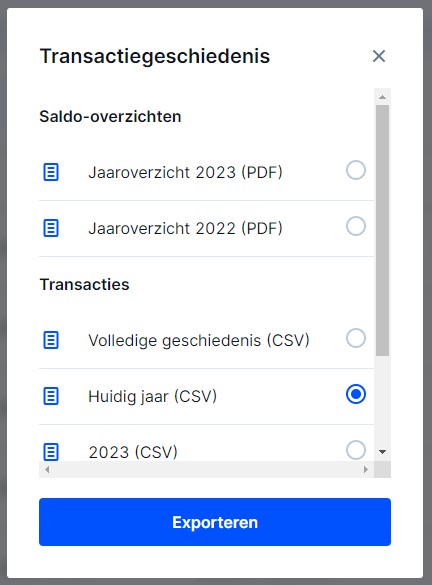 Transactiegeschiedenis
Saldo-overzichten
Jaaroverzicht 2023 (PDF)
Jaaroverzicht 2022 (PDF)
Transacties
Volledige geschiedenis (CSV)
Huidig jaar (CSV)
2023 (CSV)
Exporteren